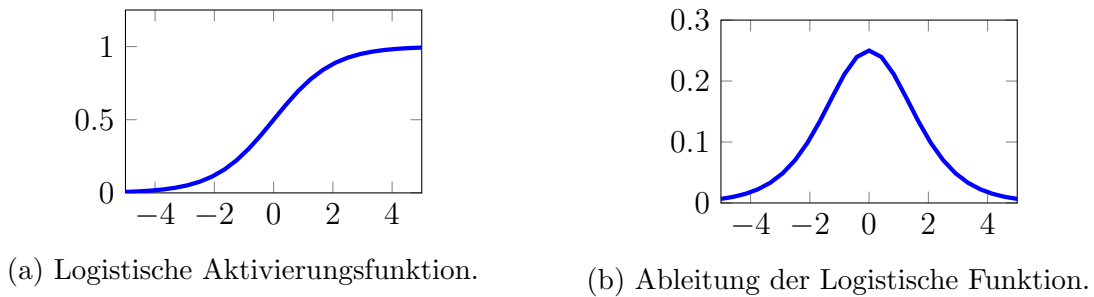 1
0.5
0
−4 −2 0 2 4
(a) Logistische Aktivierungsfunktion.
0.3
0.2
0.1
0
−4 −2 0 2 4
(b) Ableitung der Logistische Funktion.